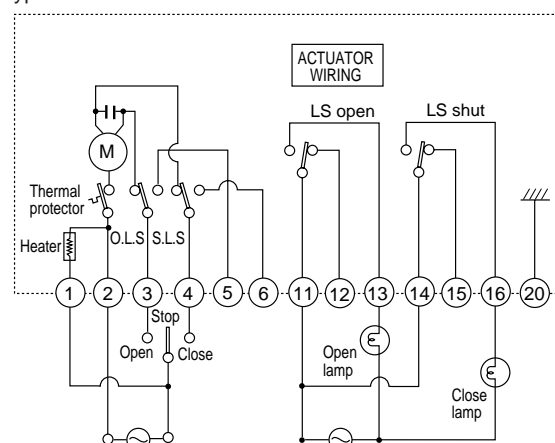 ACTUATOR
WIRING
LS open
LS shut
M
Thermal
protector
O.L.S
S.L.S
Heater
1
2
3
4
5
6
11
12
13
14
15
16
20
Stop
Open
Close
Open
lamp
Close
lamp